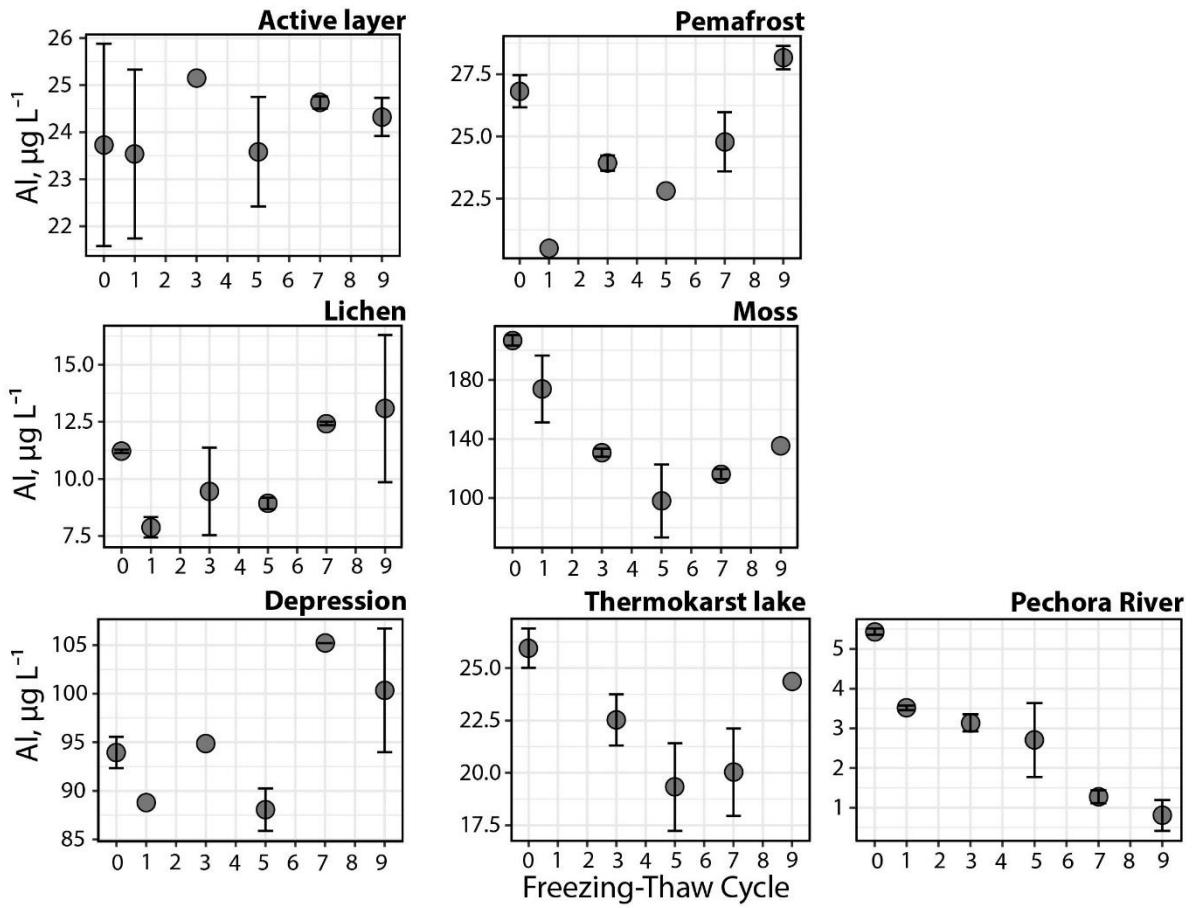 Active layer
Al, µg L⁻¹
26
25
24
23
22
0 1 2 3 4 5 6 7 8 9
Pemafrost
27.5
25.0
22.5
0 1 2 3 4 5 6 7 8 9
Lichen
Al, µg L⁻¹
15.0
12.5
10.0
7.5
0 1 2 3 4 5 6 7 8 9
Moss
180
140
100
0 1 2 3 4 5 6 7 8 9
Depression
Al, µg L⁻¹
105
100
95
90
85
0 1 2 3 4 5 6 7 8 9
Thermokarst lake
25.0
22.5
20.0
17.5
0 1 2 3 4 5 6 7 8 9
Pechora River
5
4
3
2
1
0 1 2 3 4 5 6 7 8 9
Freezing-Thaw Cycle